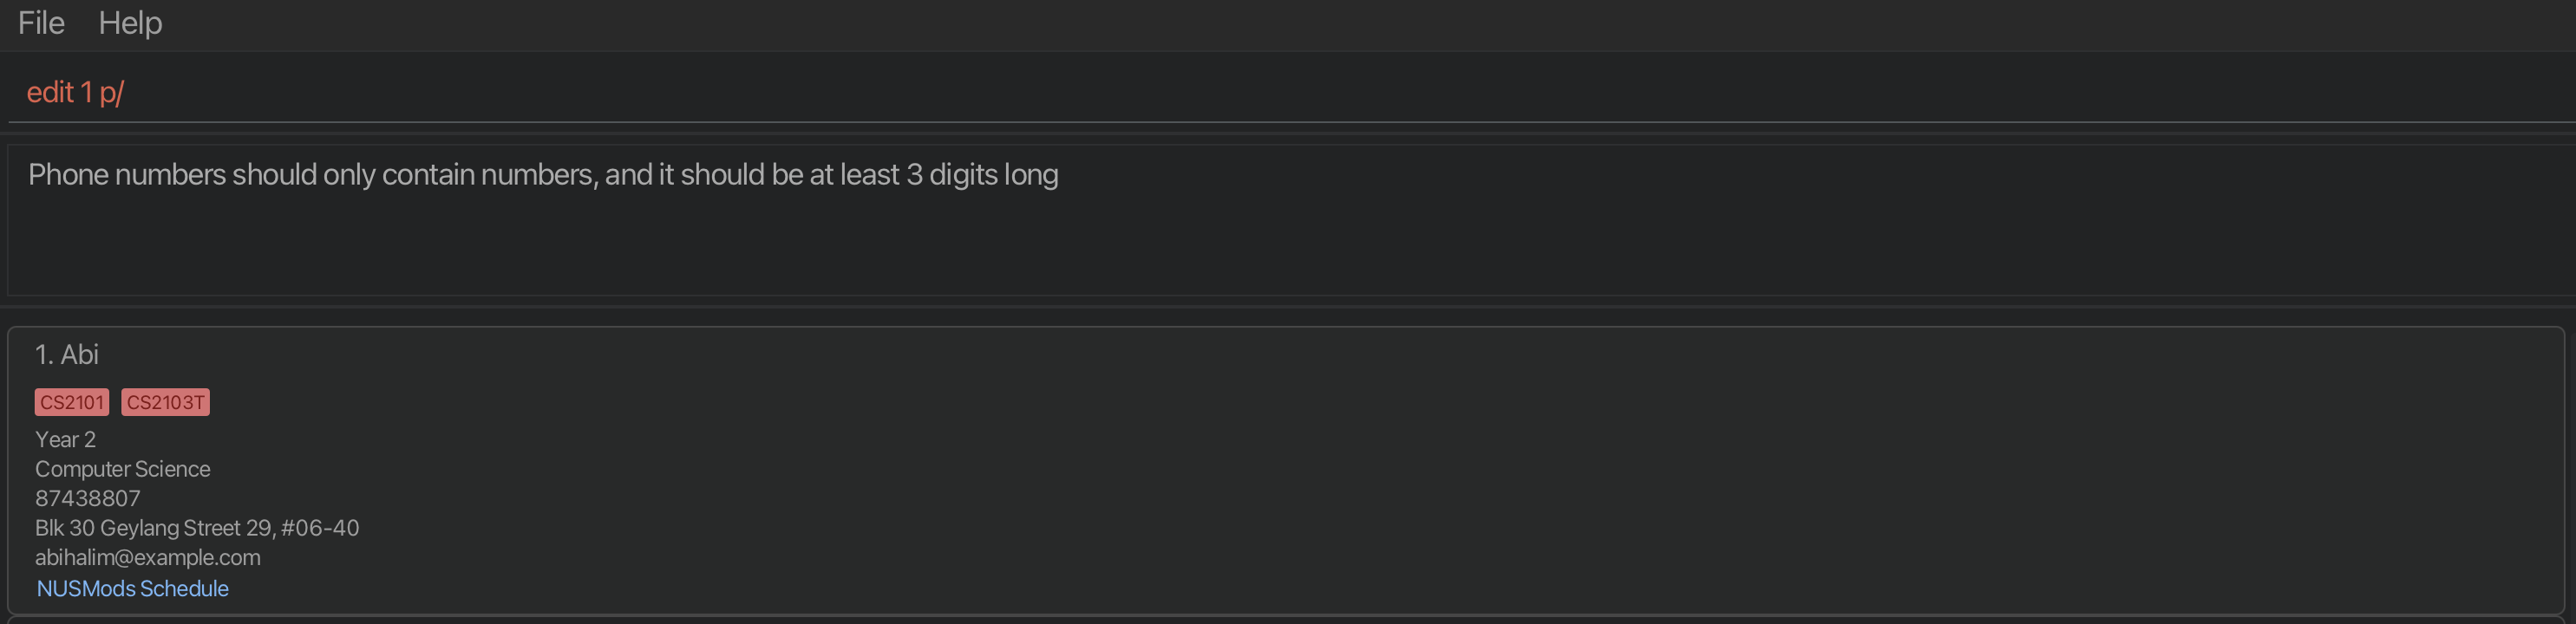 File Help
edit 1 p/
Phone numbers should only contain numbers, and it should be at least 3 digits long
1. Abi
CS2101 CS2103T
Year 2
Computer Science
87438807
Blk 30 Geylang Street 29, #06-40
abihalim@example.com
NUSMods Schedule